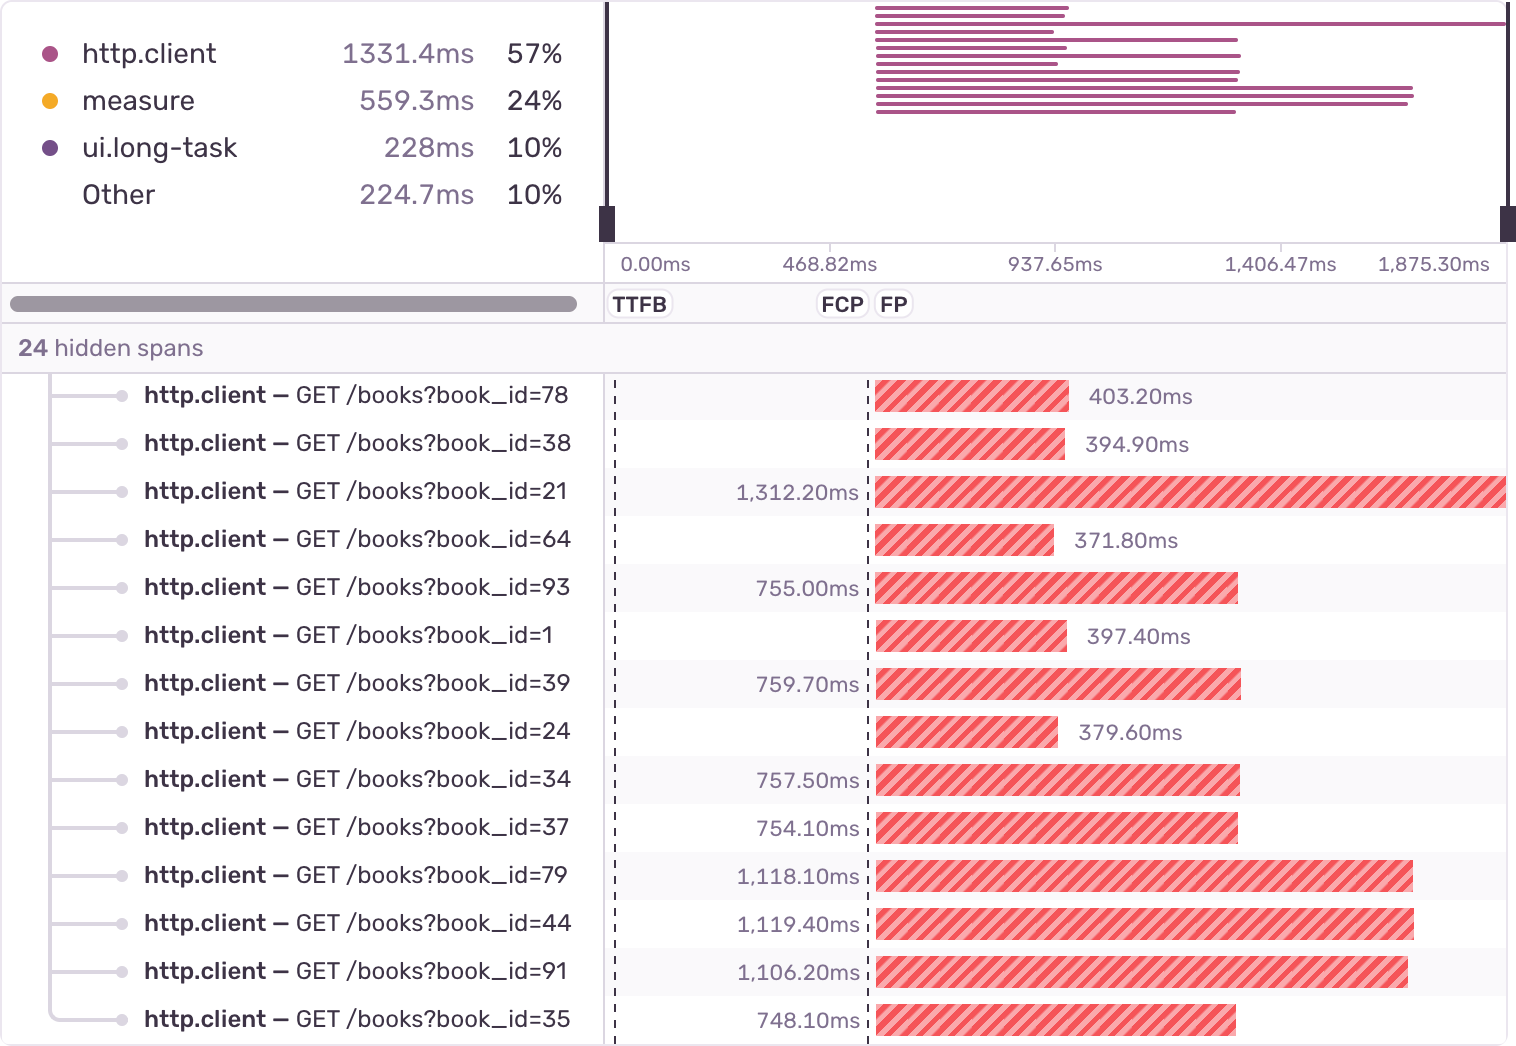 http.client 1331.4ms 57%
measure 559.3ms 24%
ui.long-task 228ms 10%
Other 224.7ms 10%
0.00ms 468.82ms 937.65ms 1,406.47ms 1,875.30ms
TTFB FCP FP
24 hidden spans
http.client — GET /books?book_id=78 403.20ms
http.client — GET /books?book_id=38 394.90ms
http.client — GET /books?book_id=21 1,312.20ms
http.client — GET /books?book_id=64 371.80ms
http.client — GET /books?book_id=93 755.00ms
http.client — GET /books?book_id=1 397.40ms
http.client — GET /books?book_id=39 759.70ms
http.client — GET /books?book_id=24 379.60ms
http.client — GET /books?book_id=34 757.50ms
http.client — GET /books?book_id=37 754.10ms
http.client — GET /books?book_id=79 1,118.10ms
http.client — GET /books?book_id=44 1,119.40ms
http.client — GET /books?book_id=91 1,106.20ms
http.client — GET /books?book_id=35 748.10ms